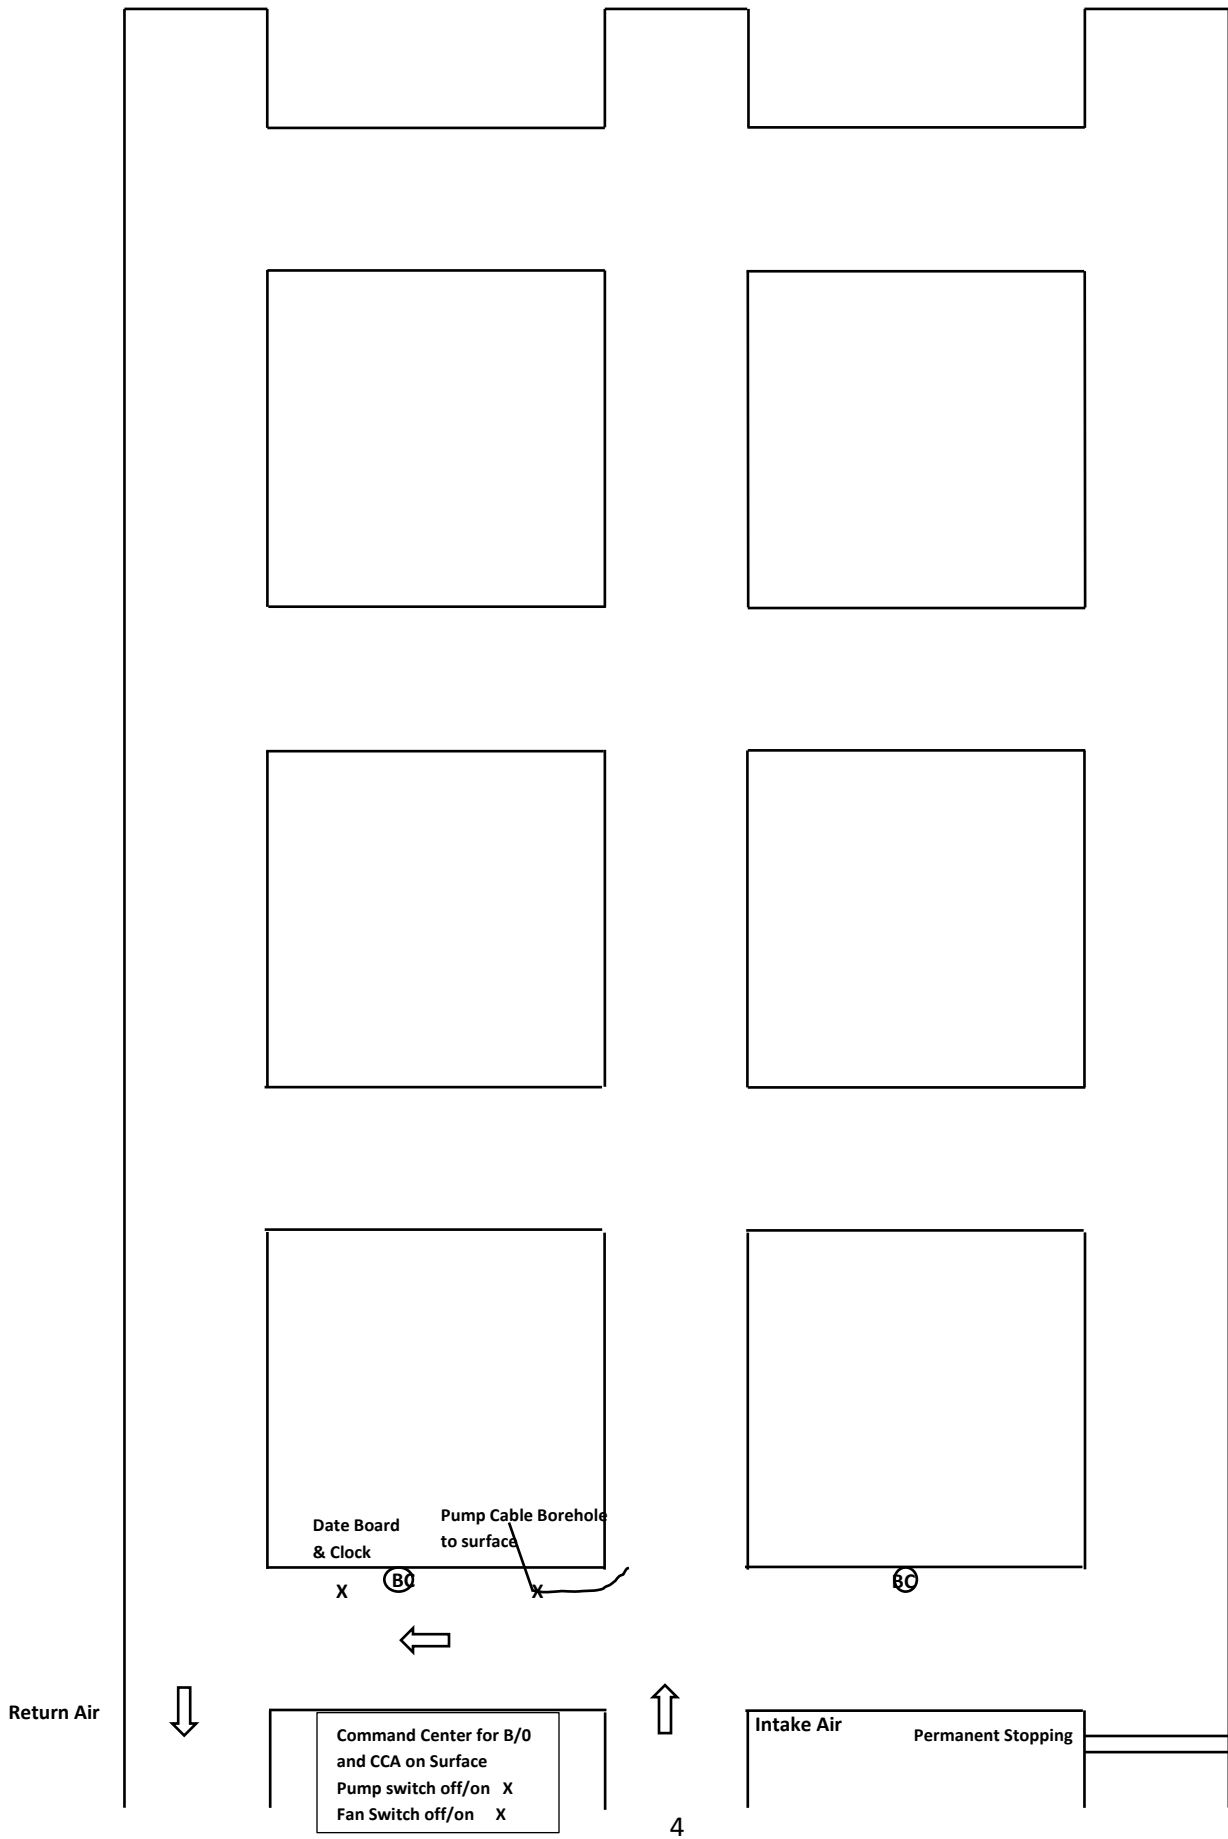 Date Board
& Clock
Pump Cable Borehole
to surface
X
BC
X
BC
Return Air
Command Center for B/0
and CCA on Surface
Pump switch off/on X
Fan Switch off/on X
Intake Air
Permanent Stopping
4